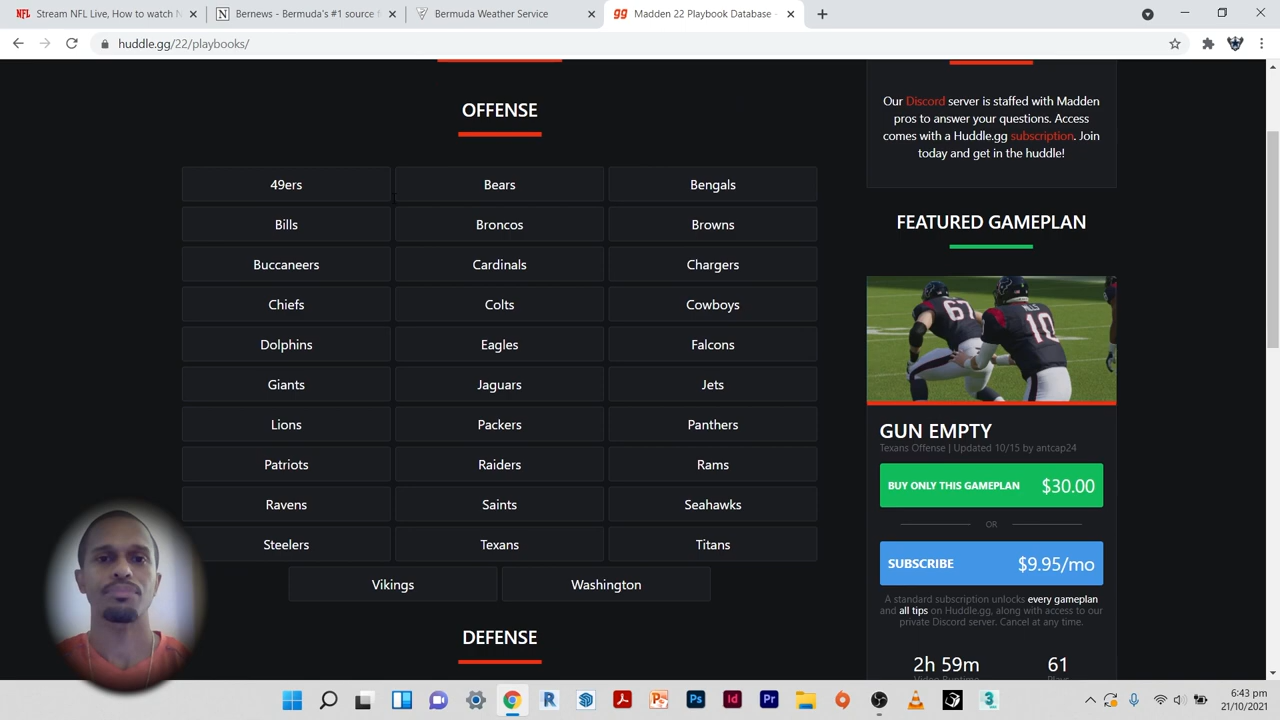 Stream NFL Live, How to watch N
Bernews - Bermuda's #1 source f
Bermuda Weather Service
gg Madden 22 Playbook Database -
huddle.gg/22/playbooks/
OFFENSE
49ers Bears Bengals
Bills Broncos Browns
Buccaneers Cardinals Chargers
Chiefs Colts Cowboys
Dolphins Eagles Falcons
Giants Jaguars Jets
Lions Packers Panthers
Patriots Raiders Rams
Ravens Saints Seahawks
Steelers Texans Titans
Vikings Washington
DEFENSE
Our Discord server is staffed with Madden
pros to answer your questions. Access
comes with a Huddle.gg subscription. Join
today and get in the huddle!
FEATURED GAMEPLAN
67
10
GUN EMPTY
Texans Offense | Updated 10/15 by antcap24
BUY ONLY THIS GAMEPLAN $30.00
OR
SUBSCRIBE $9.95/mo
A standard subscription unlocks every gameplan
and all tips on Huddle.gg, along with access to our
private Discord server. Cancel at any time.
2h 59m 61
Video Runtime Plays
6:43 pm
21/10/2021